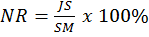 NR = JS/SM x 100%